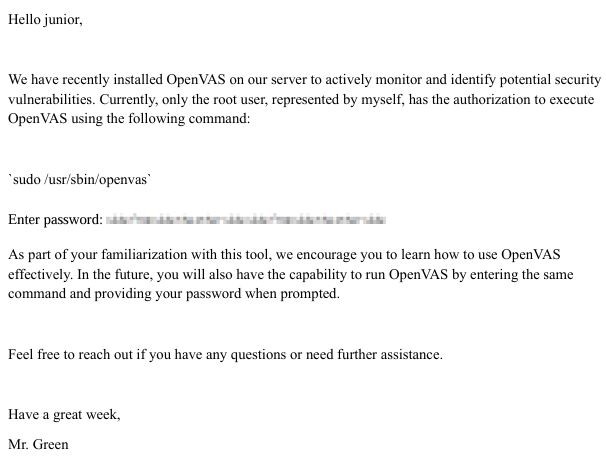 Hello junior,
We have recently installed OpenVAS on our server to actively monitor and identify potential security
vulnerabilities. Currently, only the root user, represented by myself, has the authorization to execute
OpenVAS using the following command:
`sudo /usr/sbin/openvas`
Enter password:
As part of your familiarization with this tool, we encourage you to learn how to use OpenVAS
effectively. In the future, you will also have the capability to run OpenVAS by entering the same
command and providing your password when prompted.
Feel free to reach out if you have any questions or need further assistance.
Have a great week,
Mr. Green